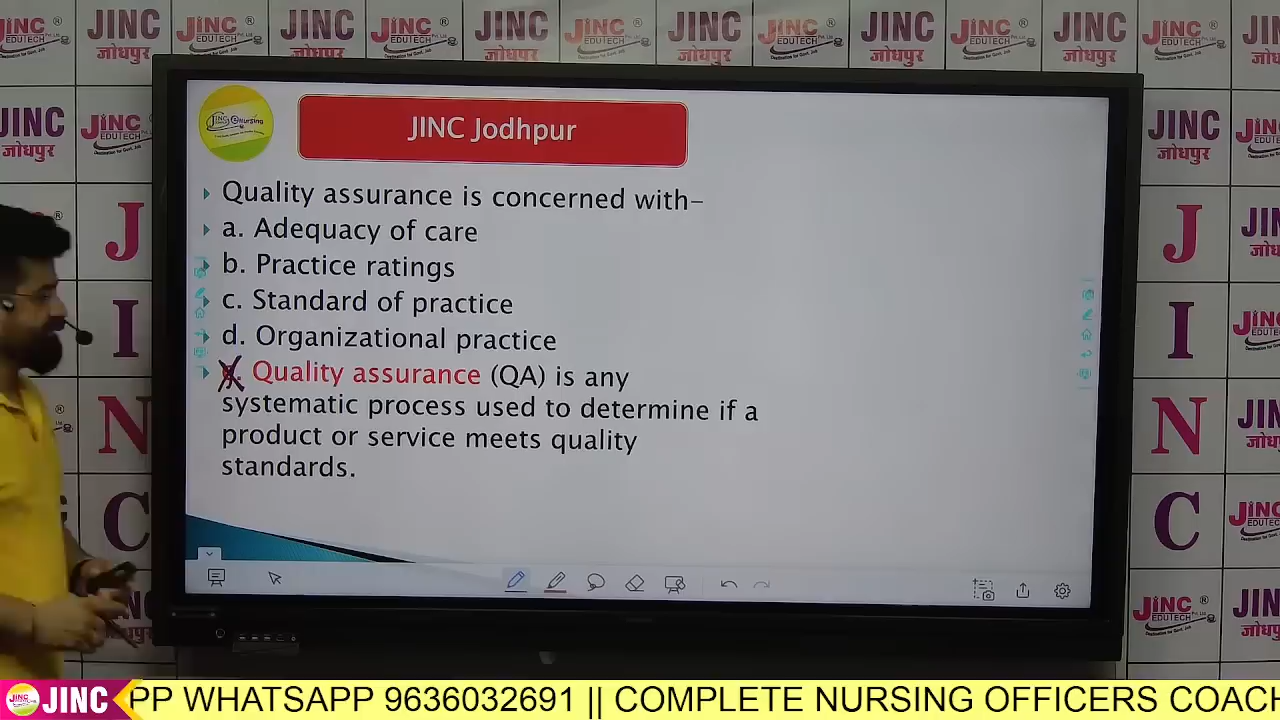 JINC Jodhpur
Quality assurance is concerned with-
a. Adequacy of care
b. Practice ratings
c. Standard of practice
d. Organizational practice
Quality assurance (QA) is any
systematic process used to determine if a
product or service meets quality
standards.
JINC
जोधपुर
JINC
EDUTECH
J
I
N
C
J
I
N
C
JINC
PP WHATSAPP 9636032691 || COMPLETE NURSING OFFICERS COACH